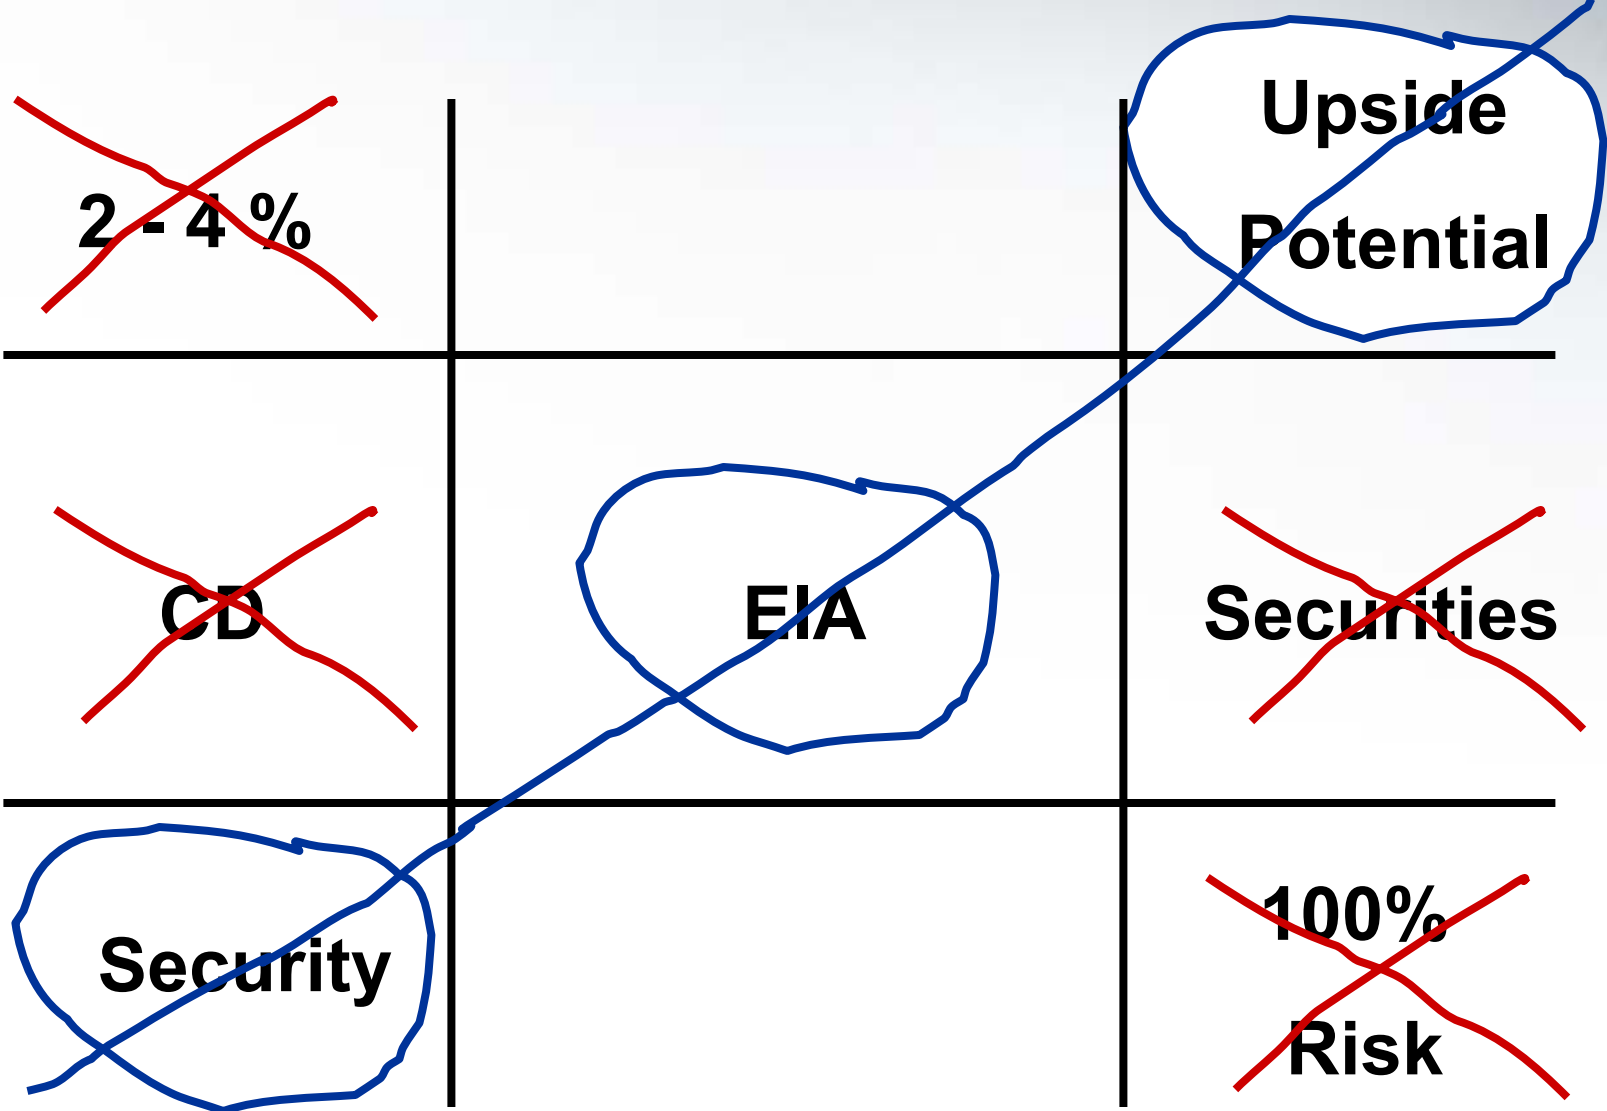 2 - 4 %
Upside
Potential
CD
EIA
Securities
Security
100%
Risk